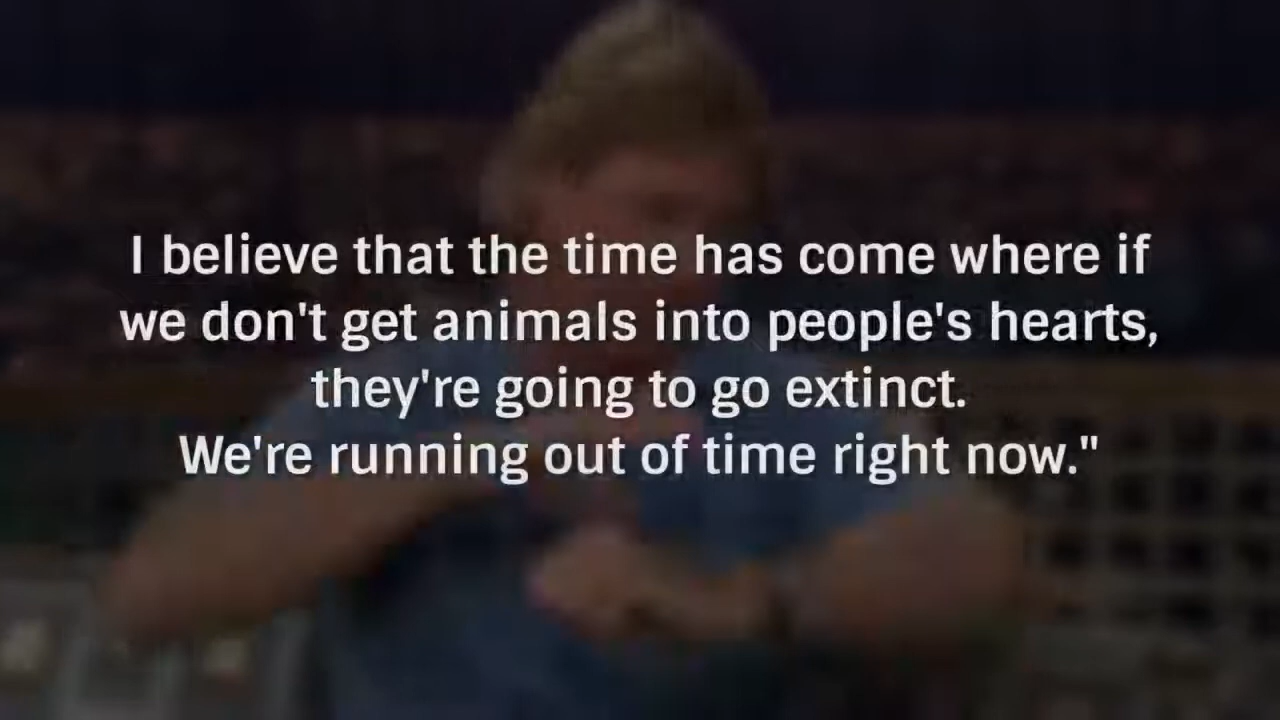 I believe that the time has come where if
we don't get animals into people's hearts,
they're going to go extinct.
We're running out of time right now."